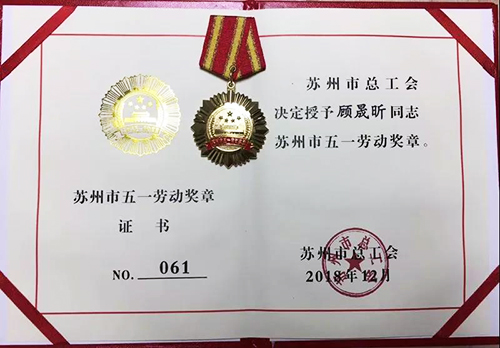 苏州市五一劳动奖章
证 书
NO. 061
苏州市总工会
决定授予顾晟昕同志
苏州市五一劳动奖章。
苏州市总工会
2018年12月